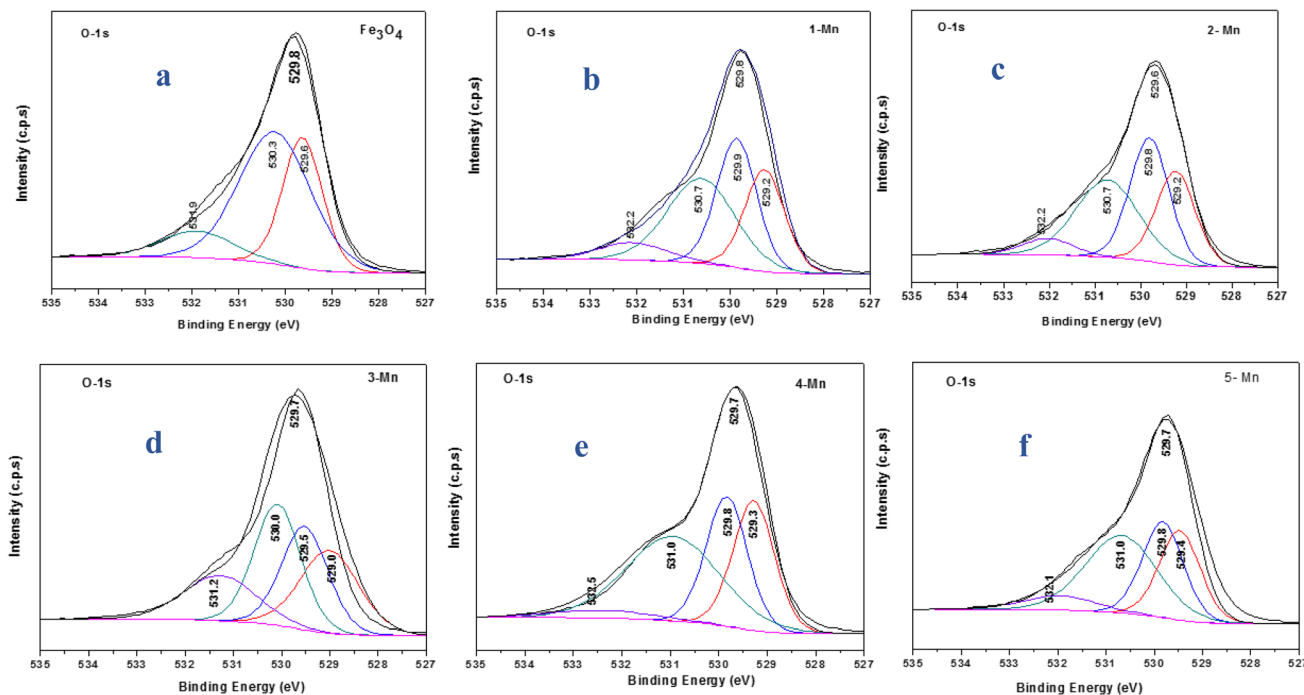 O-1s
Fe3O4
a
529.8
530.3
529.6
531.9
Intensity (c.p.s)
535 534 533 532 531 530 529 528 527
Binding Energy (eV)
O-1s
1-Mn
b
529.8
529.9
529.2
530.7
532.2
Intensity (c.p.s)
535 534 533 532 531 530 529 528 527
Binding Energy (eV)
O-1s
2- Mn
c
529.6
529.8
529.2
530.7
532.2
Intensity (c.p.s)
535 534 533 532 531 530 529 528 527
Binding Energy (eV)
O-1s
3-Mn
d
529.7
530.0
529.5
529.0
531.2
Intensity (c.p.s)
535 534 533 532 531 530 529 528 527
Binding Energy (eV)
O-1s
4-Mn
e
529.7
529.8
529.3
531.0
532.5
Intensity (c.p.s)
535 534 533 532 531 530 529 528 527
Binding Energy (eV)
O-1s
5- Mn
f
529.7
531.0
529.8
529.4
532.1
Intensity (c.p.s)
535 534 533 532 531 530 529 528 527
Binding Energy (eV)